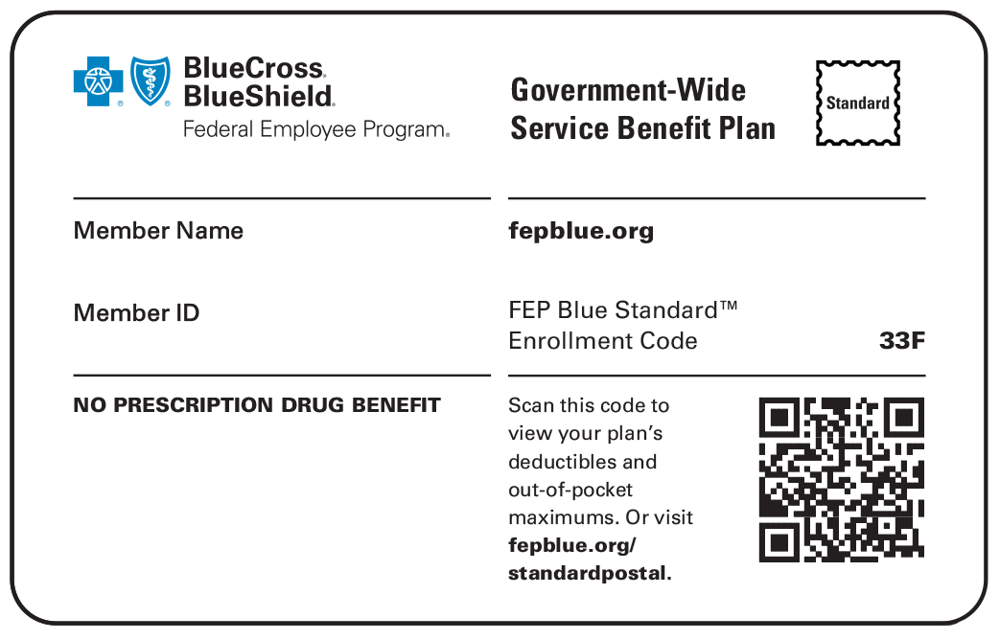 BlueCross®
BlueShield®
Federal Employee Program®
Government-Wide
Service Benefit Plan
Standard
Member Name
Member ID
fepblue.org
FEP Blue Standard™
Enrollment Code 33F
NO PRESCRIPTION DRUG BENEFIT
Scan this code to
view your plan’s
deductibles and
out-of-pocket
maximums. Or visit
fepblue.org/
standardpostal.